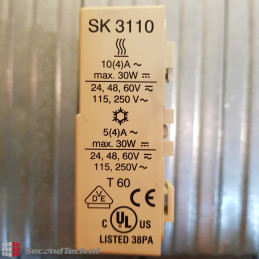 SK 3110
10(4)A ~
max. 30W ⎓
24, 48, 60V ≂
115, 250 V~
5(4)A ~
max. 30W ⎓
24, 48, 60V ≂
115, 250V~
T 60
VDE CE
C UL US
LISTED 38PA
SecondTechnt